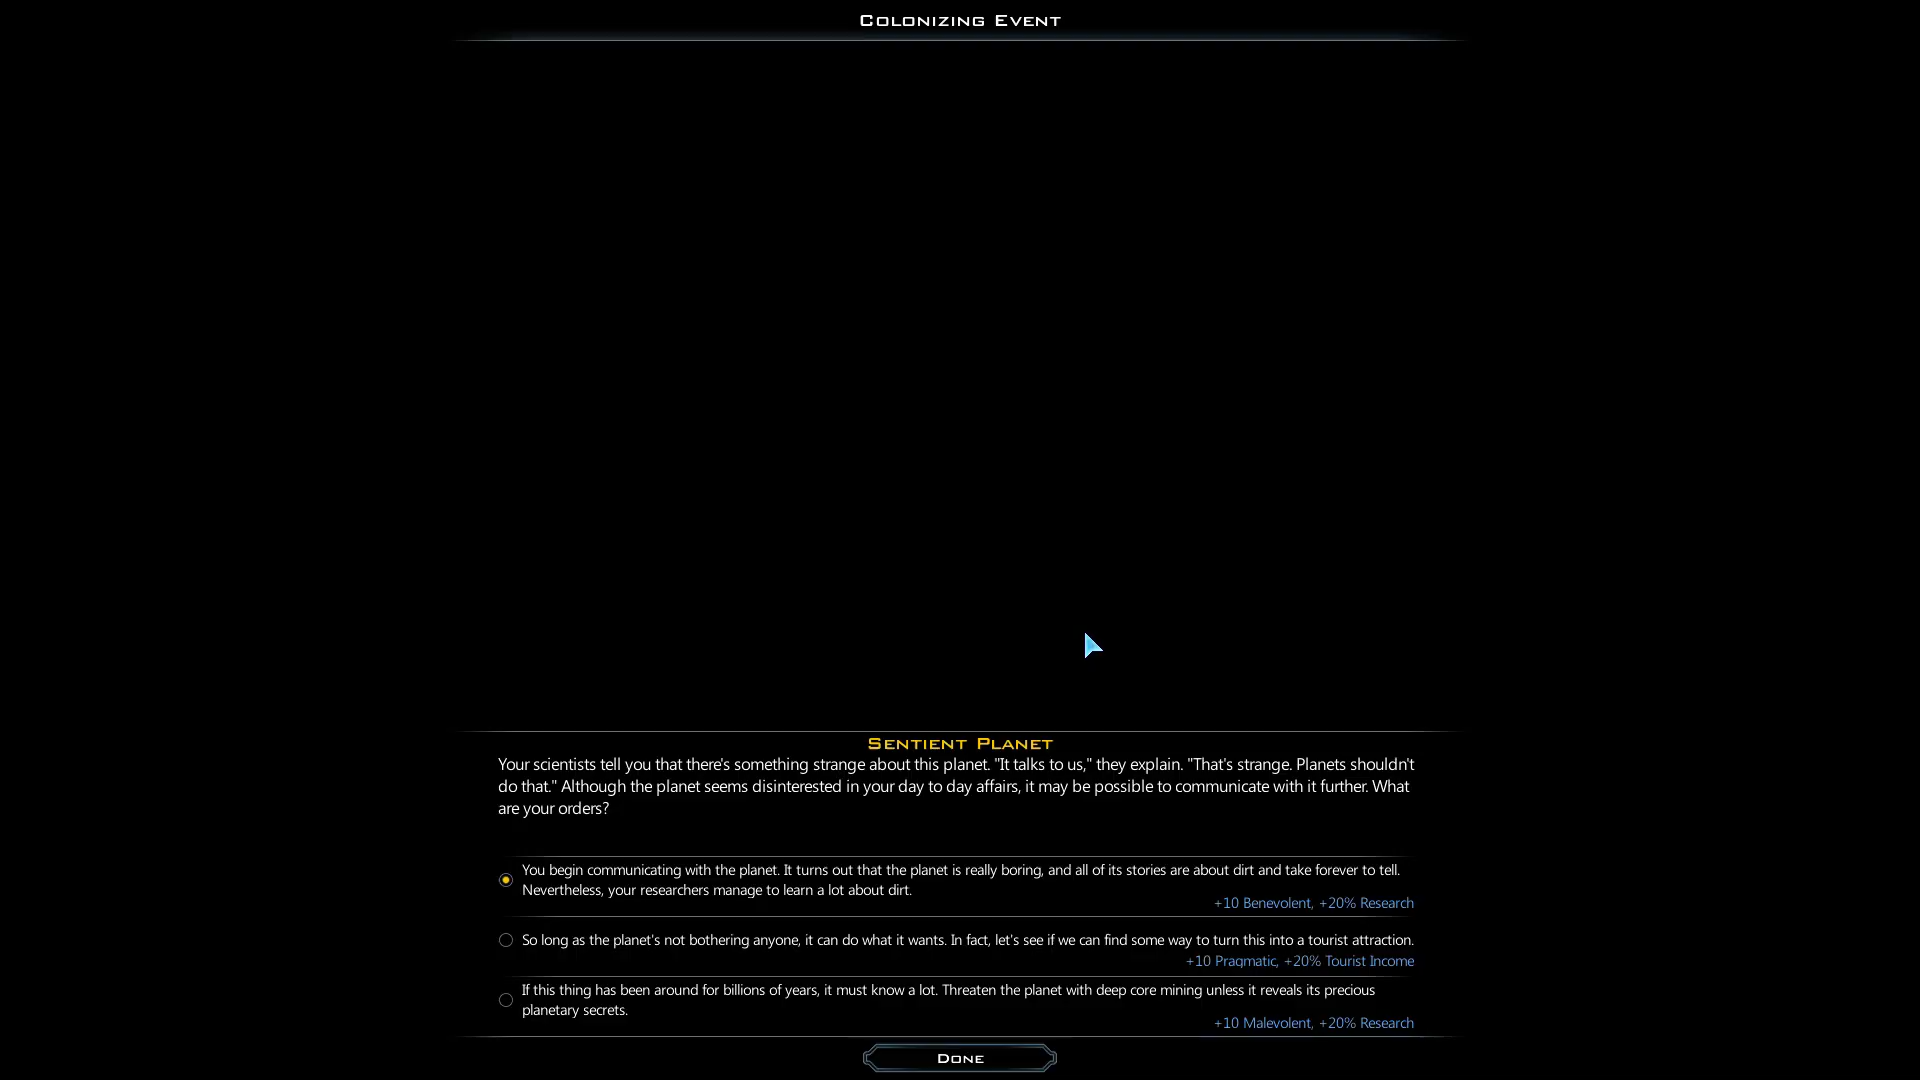 Colonizing Event
Sentient Planet
Your scientists tell you that there's something strange about this planet. "It talks to us," they explain. "That's strange. Planets shouldn't
do that." Although the planet seems disinterested in your day to day affairs, it may be possible to communicate with it further. What
are your orders?
You begin communicating with the planet. It turns out that the planet is really boring, and all of its stories are about dirt and take forever to tell.
Nevertheless, your researchers manage to learn a lot about dirt.
+10 Benevolent, +20% Research
So long as the planet's not bothering anyone, it can do what it wants. In fact, let's see if we can find some way to turn this into a tourist attraction.
+10 Pragmatic, +20% Tourist Income
If this thing has been around for billions of years, it must know a lot. Threaten the planet with deep core mining unless it reveals its precious
planetary secrets.
+10 Malevolent, +20% Research
Done